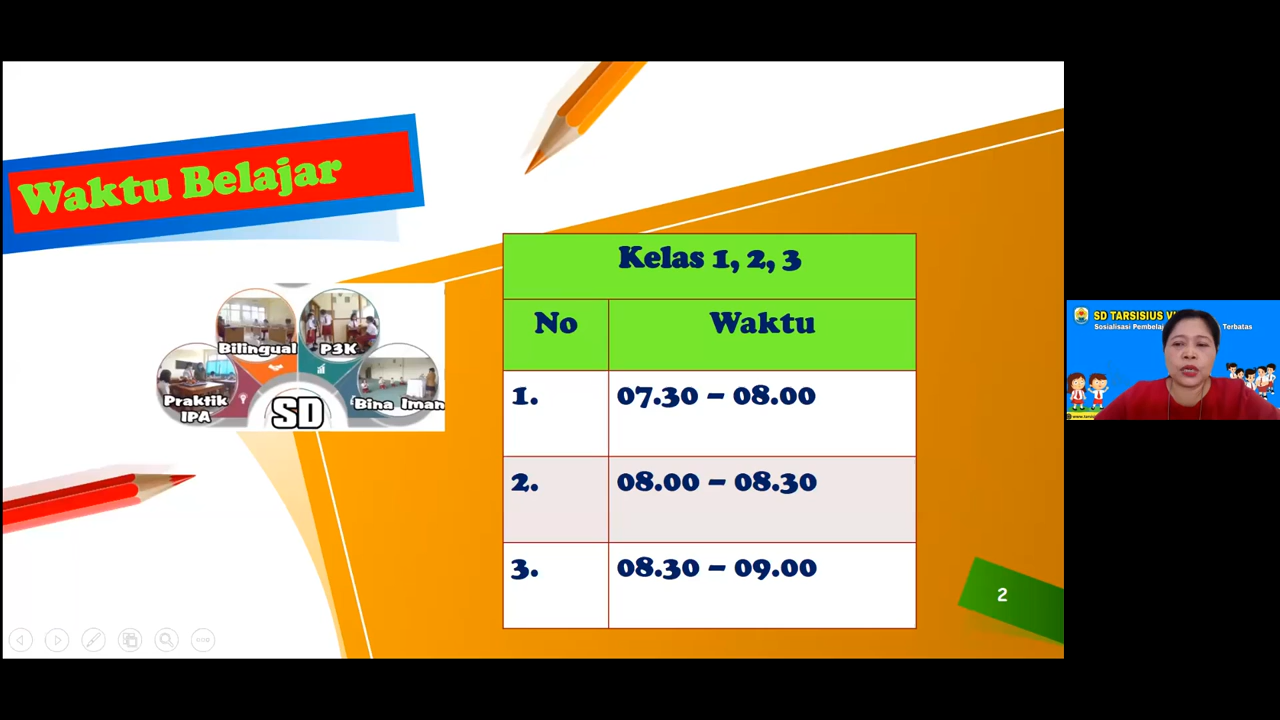 Waktu Belajar
Kelas 1, 2, 3
No
Waktu
1.
07.30 – 08.00
2.
08.00 – 08.30
3.
08.30 – 09.00
Bilingual
P3K
Praktik
IPA
SD
Bina Iman
2
SD TARSISIUS
Sosialisasi
Terbatas